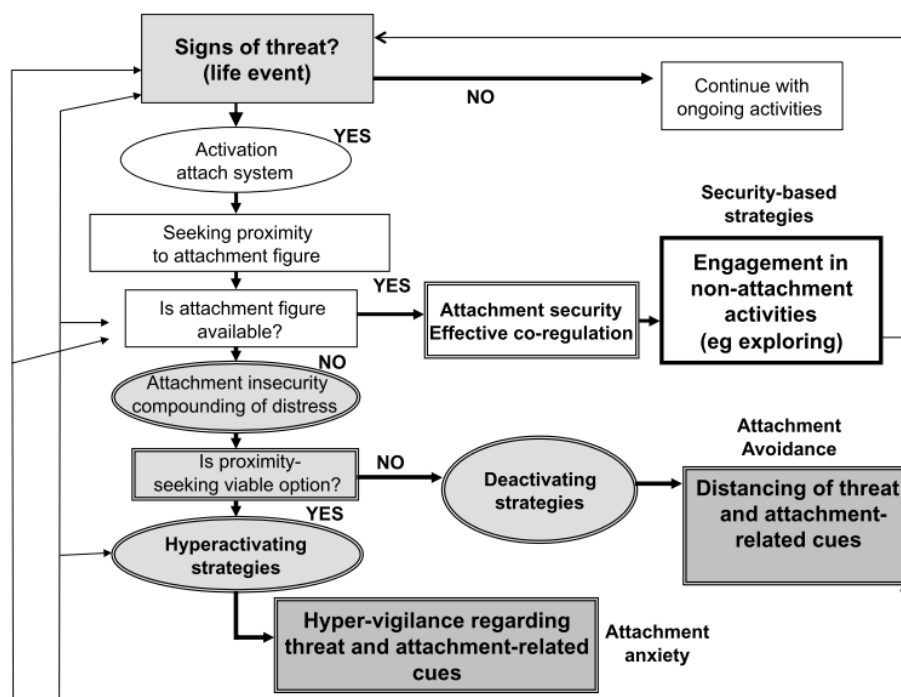 Signs of threat?
(life event)
NO
Continue with
ongoing activities
YES
Activation
attach system
Seeking proximity
to attachment figure
Security-based
strategies
Is attachment figure
available?
YES
Attachment security
Effective co-regulation
Engagement in
non-attachment
activities
(eg exploring)
NO
Attachment insecurity
compounding of distress
Is proximity-
seeking viable option?
NO
Deactivating
strategies
Attachment
Avoidance
Distancing of threat
and attachment-
related cues
YES
Hyperactivating
strategies
Hyper-vigilance regarding
threat and attachment-related
cues
Attachment
anxiety